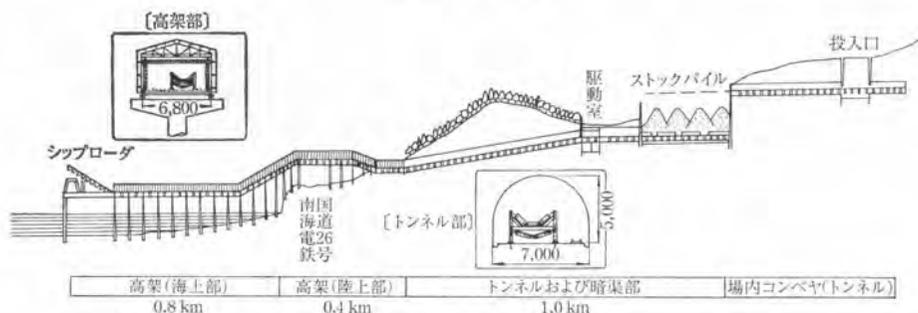 〔高架部〕
6,800
シップローダ
南海電鉄
国道26号
駆動室
ストックパイル
投入口
〔トンネル部〕
5,000
7,000
高架(海上部)
高架(陸上部)
トンネルおよび暗渠部
場内コンベヤ(トンネル)
0.8 km
0.4 km
1.0 km